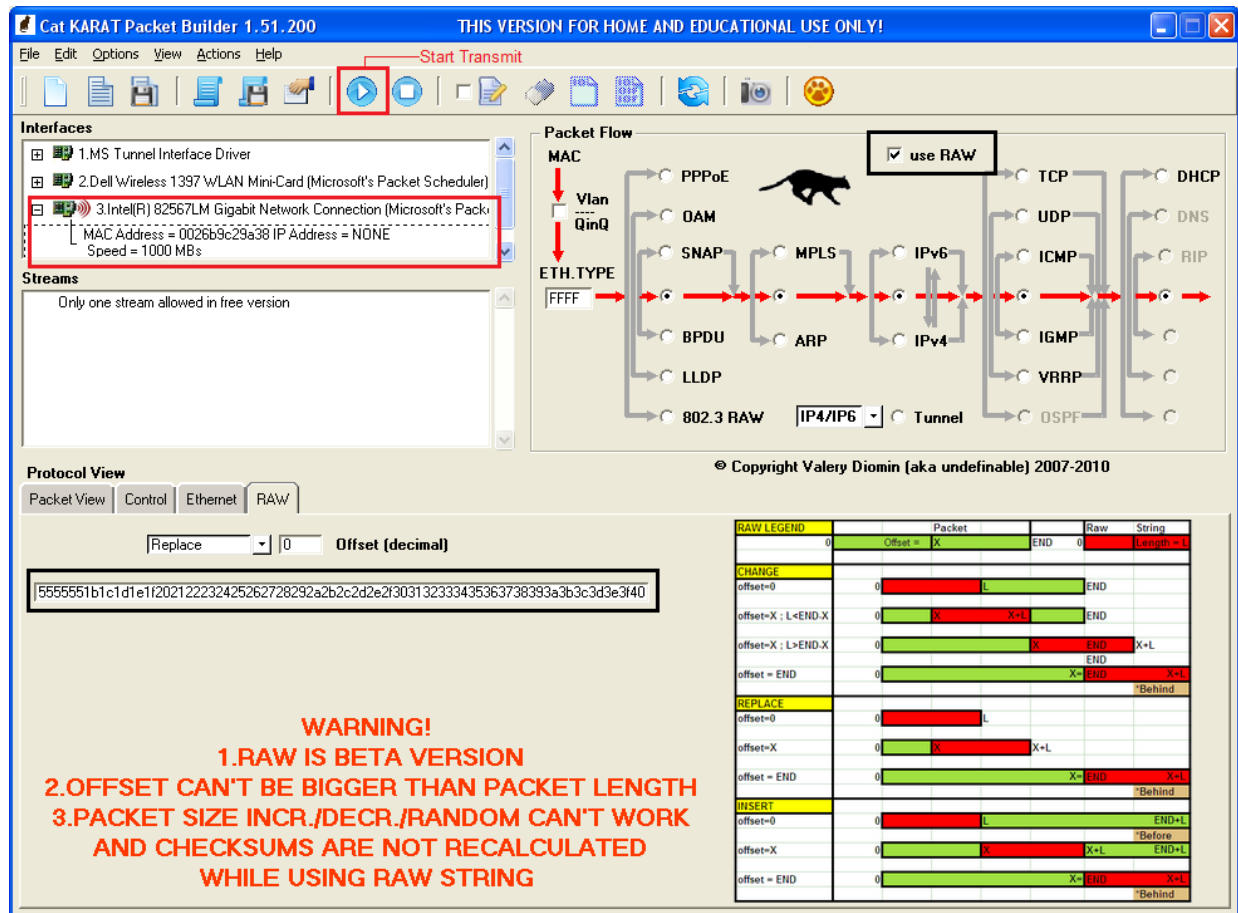 Cat KARAT Packet Builder 1.51.200 THIS VERSION FOR HOME AND EDUCATIONAL USE ONLY!
File Edit Options View Actions Help
Start Transmit
Interfaces
1.MS Tunnel Interface Driver
2.Dell Wireless 1397 WLAN Mini-Card (Microsoft's Packet Scheduler)
3.Intel(R) 82567LM Gigabit Network Connection (Microsoft's Pack
MAC Address = 0026b9c29a38 IP Address = NONE
Speed = 1000 MBs
Streams
Only one stream allowed in free version
Packet Flow
use RAW
MAC
Vlan
----
QinQ
ETH.TYPE
FFFF
PPPoE
OAM
SNAP
BPDU
LLDP
802.3 RAW
MPLS
ARP
IP4/IP6
Tunnel
IPv6
IPv4
TCP
UDP
ICMP
IGMP
VRRP
OSPF
DHCP
DNS
RIP
© Copyright Valery Diomin (aka undefinable) 2007-2010
Protocol View
Packet View Control Ethernet RAW
Replace 0 Offset (decimal)
5555551b1c1d1e1f202122232425262728292a2b2c2d2e2f303132333435363738393a3b3c3d3e3f40
WARNING!
1.RAW IS BETA VERSION
2.OFFSET CAN'T BE BIGGER THAN PACKET LENGTH
3.PACKET SIZE INCR./DECR./RANDOM CAN'T WORK
AND CHECKSUMS ARE NOT RECALCULATED
WHILE USING RAW STRING
RAW LEGEND Packet Raw String
0 Offset = X END 0 Length = L
CHANGE
offset=0 0 L END
offset=X ; L<END-X 0 X X+L END
offset=X ; L>END-X 0 X END X+L
END
offset = END 0 X= END X+L
*Behind
REPLACE
offset=0 0 L
offset=X 0 X X+L
offset = END 0 X= END X+L
*Behind
INSERT
offset=0 0 L END+L
*Before
offset=X 0 X X+L END+L
offset = END 0 X= END X+L
*Behind